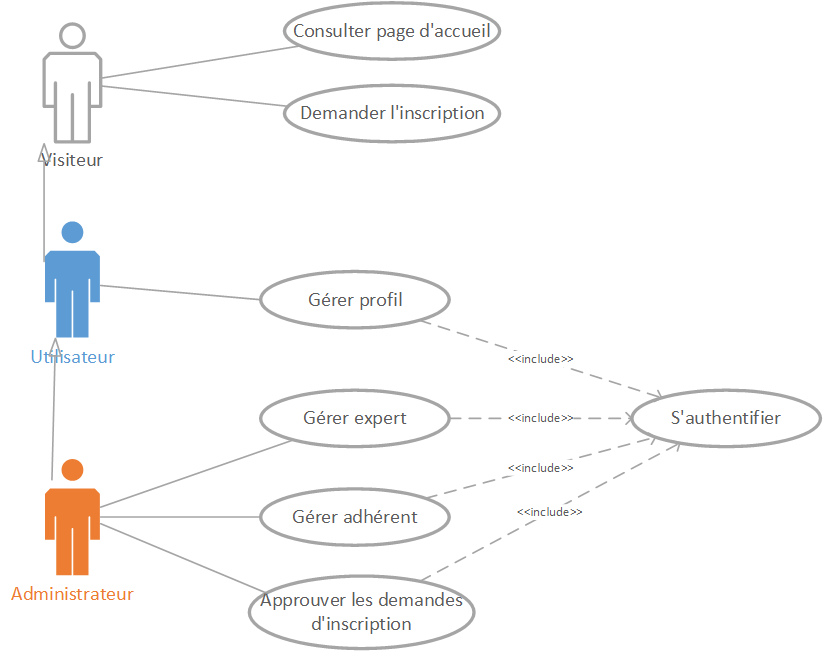 Consulter page d'accueil
Demander l'inscription
Visiteur
Gérer profil
Utilisateur
<<include>>
Gérer expert
<<include>>
S'authentifier
<<include>>
Gérer adhérent
<<include>>
Administrateur
Approuver les demandes
d'inscription